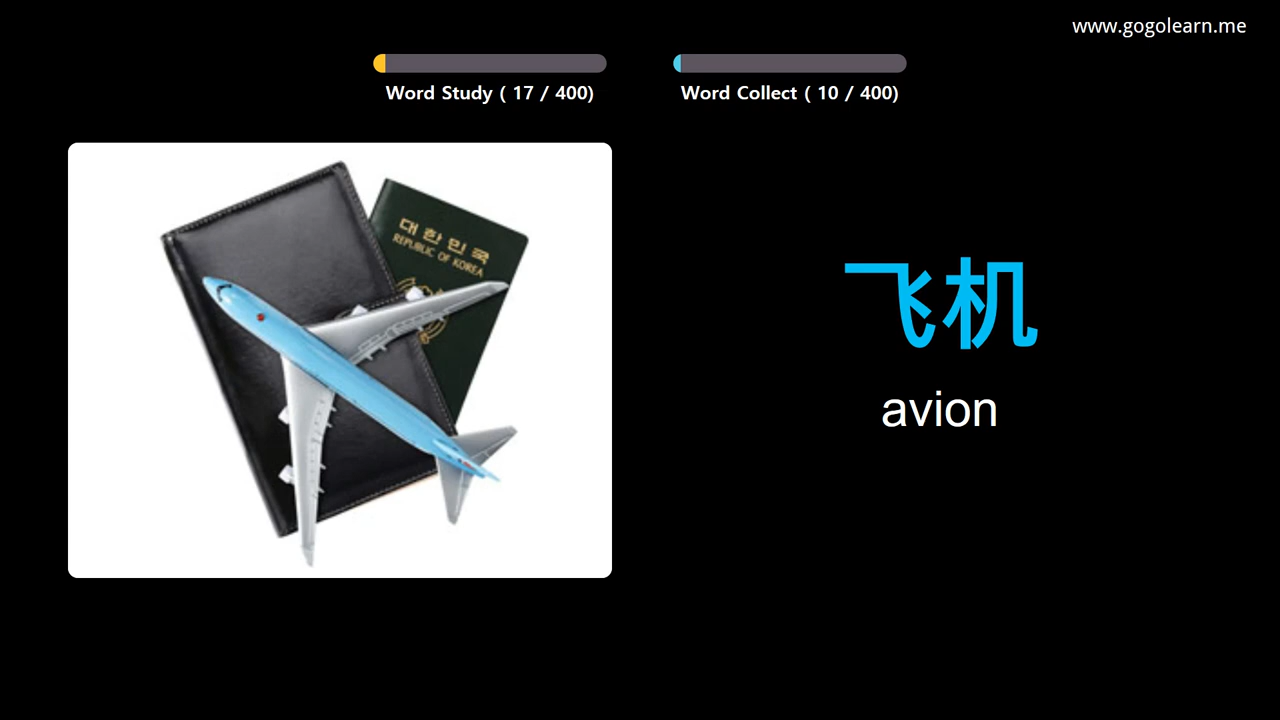 www.gogolearn.me
Word Study ( 17 / 400)
Word Collect ( 10 / 400)
대한민국
REPUBLIC OF KOREA
飞机
avion